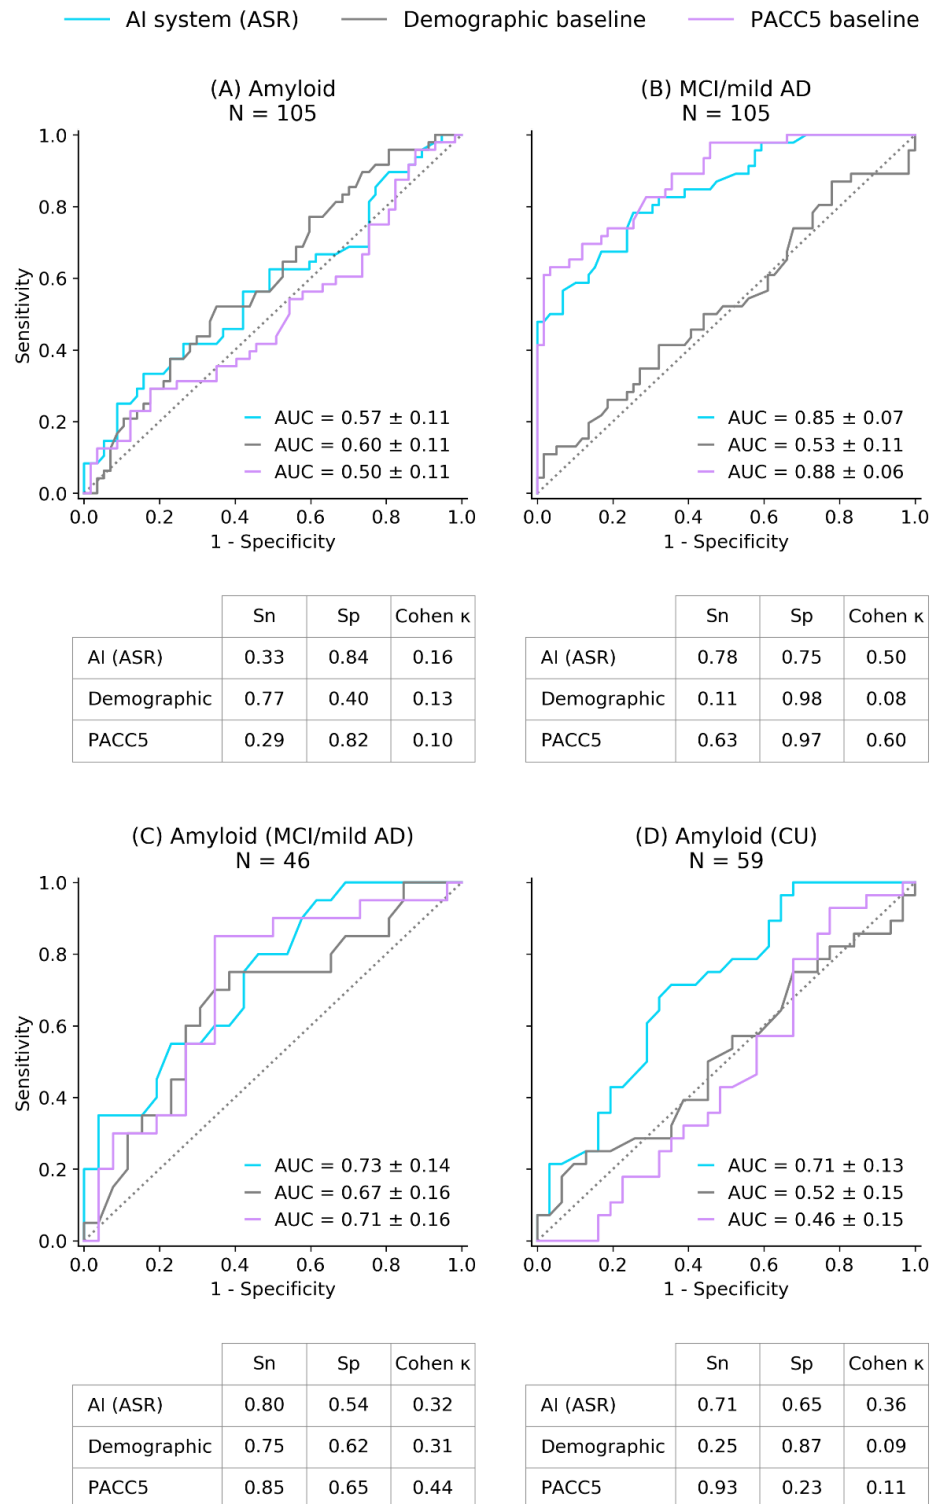 AI system (ASR) Demographic baseline PACC5 baseline
(A) Amyloid
N = 105
1.0
0.8
0.6
0.4
0.2
0.0
Sensitivity
AUC = 0.57 ± 0.11
AUC = 0.60 ± 0.11
AUC = 0.50 ± 0.11
0.0 0.2 0.4 0.6 0.8 1.0
1 - Specificity
(B) MCI/mild AD
N = 105
AUC = 0.85 ± 0.07
AUC = 0.53 ± 0.11
AUC = 0.88 ± 0.06
0.0 0.2 0.4 0.6 0.8 1.0
1 - Specificity
Sn Sp Cohen κ
AI (ASR) 0.33 0.84 0.16
Demographic 0.77 0.40 0.13
PACC5 0.29 0.82 0.10
Sn Sp Cohen κ
AI (ASR) 0.78 0.75 0.50
Demographic 0.11 0.98 0.08
PACC5 0.63 0.97 0.60
(C) Amyloid (MCI/mild AD)
N = 46
1.0
0.8
0.6
0.4
0.2
0.0
Sensitivity
AUC = 0.73 ± 0.14
AUC = 0.67 ± 0.16
AUC = 0.71 ± 0.16
0.0 0.2 0.4 0.6 0.8 1.0
1 - Specificity
(D) Amyloid (CU)
N = 59
AUC = 0.71 ± 0.13
AUC = 0.52 ± 0.15
AUC = 0.46 ± 0.15
0.0 0.2 0.4 0.6 0.8 1.0
1 - Specificity
Sn Sp Cohen κ
AI (ASR) 0.80 0.54 0.32
Demographic 0.75 0.62 0.31
PACC5 0.85 0.65 0.44
Sn Sp Cohen κ
AI (ASR) 0.71 0.65 0.36
Demographic 0.25 0.87 0.09
PACC5 0.93 0.23 0.11